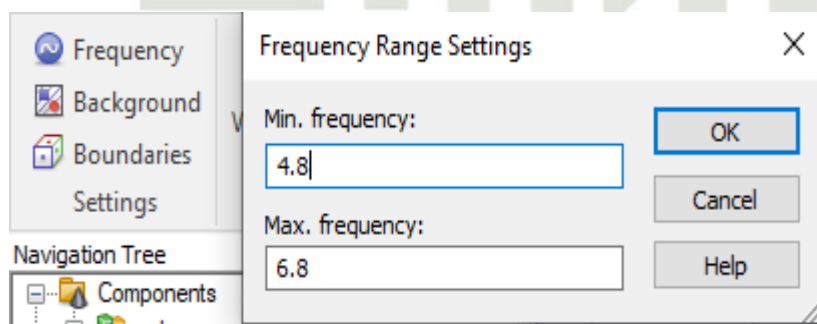 Frequency
Background
Boundaries
Settings
Navigation Tree
Components
Frequency Range Settings
Min. frequency:
4.8
Max. frequency:
6.8
OK
Cancel
Help